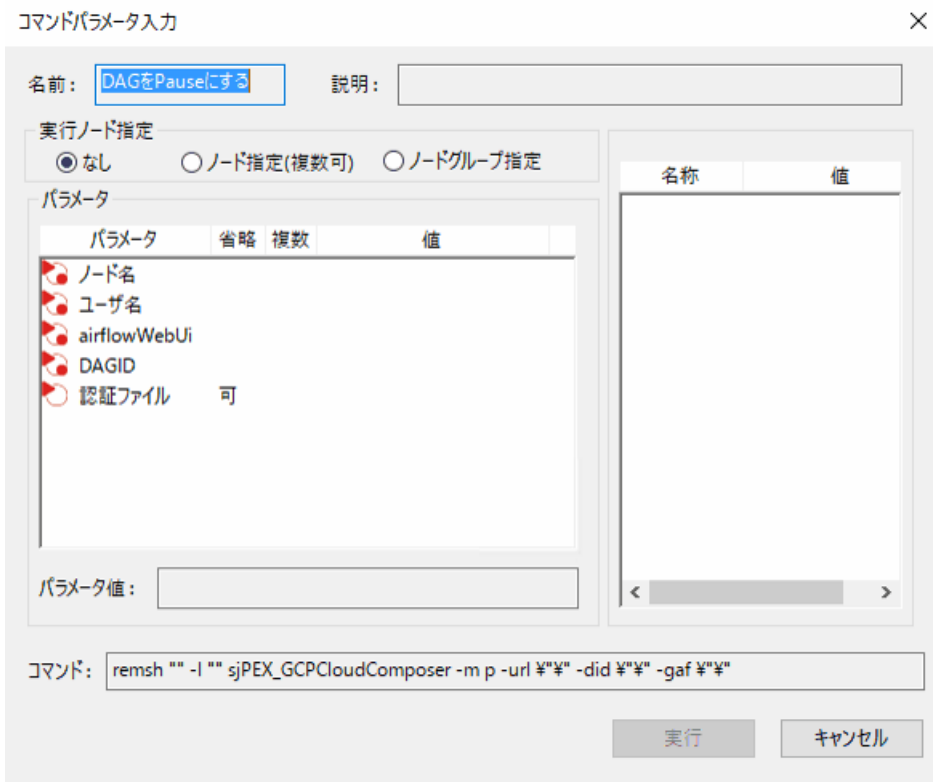 コマンドパラメータ入力
名前: DAGをPauseにする 説明:
実行ノード指定
なし ノード指定(複数可) ノードグループ指定
名称 値
パラメータ
パラメータ 省略 複数 値
ノード名
ユーザ名
airflowWebUi
DAGID
認証ファイル 可
パラメータ値:
コマンド: remsh "" -l "" sjPEX_GCPCloudComposer -m p -url ¥"¥" -did ¥"¥" -gaf ¥"¥"
実行 キャンセル